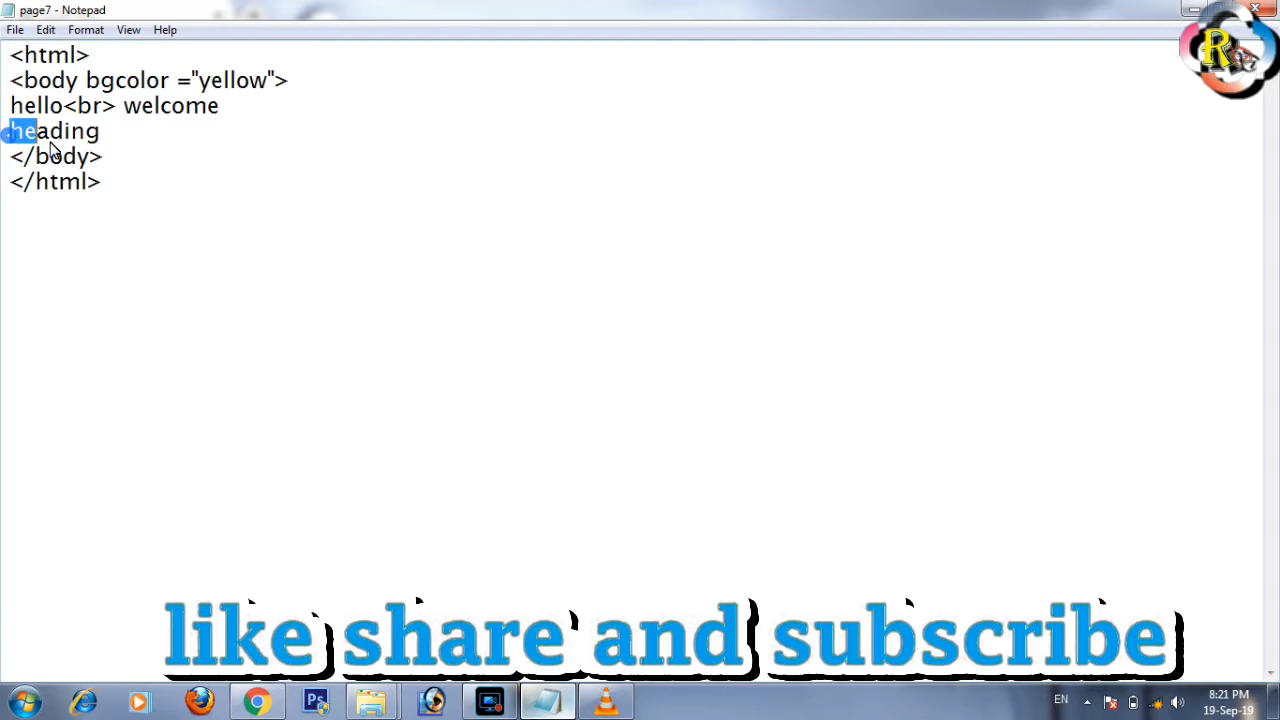 page7 - Notepad
File Edit Format View Help
<html>
<body bgcolor ="yellow">
hello<br> welcome
heading
</body>
</html>
R
like share and subscribe
Ps
EN
8:21 PM
19-Sep-19